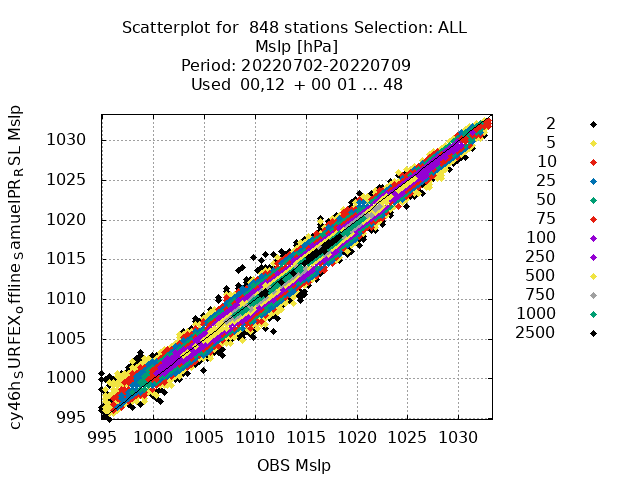 Scatterplot for 848 stations Selection: ALL
Mslp [hPa]
Period: 20220702-20220709
Used 00,12 + 00 01 ... 48
cy46h_SURFEX_offline_samuelPR_RSL Mslp
1030
1025
1020
1015
1010
1005
1000
995
995 1000 1005 1010 1015 1020 1025 1030
OBS Mslp
2
5
10
25
50
75
100
250
500
750
1000
2500